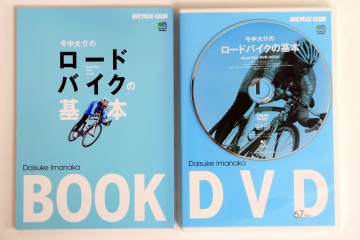 BiCYCLE CLUB
今中大介の
ロード
バイクの
基本
Daisuke Imanaka
BOOK
BiCYCLE CLUB
今中大介の
ロードバイクの基本
DVD
Daisuke Imanaka
DVD
67min.